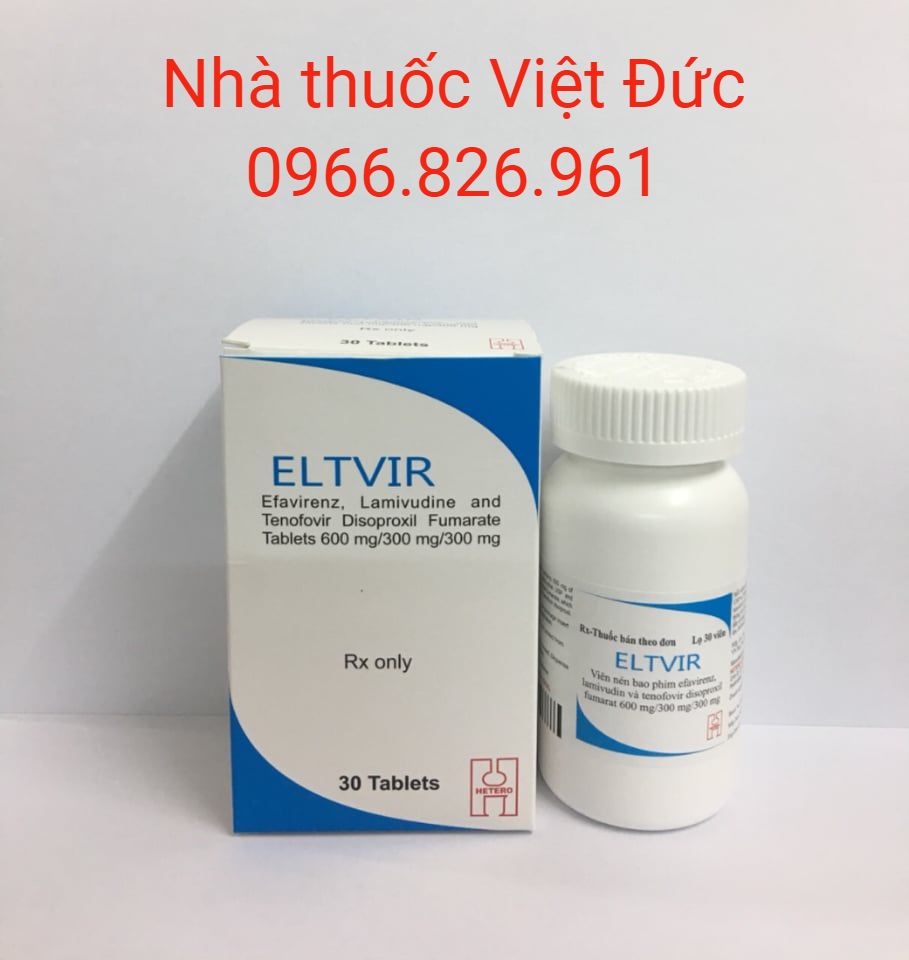 Nhà thuốc Việt Đức
0966.826.961
Rx only
30 Tablets
ELTVIR
Efavirenz, Lamivudine and
Tenofovir Disoproxil Fumarate
Tablets 600 mg/300 mg/300 mg
Rx only
30 Tablets
HETERO
Rx-Thuốc bán theo đơn Lọ 30 viên
ELTVIR
Viên nén bao phim efavirenz,
lamivudin và tenofovir disoproxil
fumarat 600 mg/300 mg/300 mg